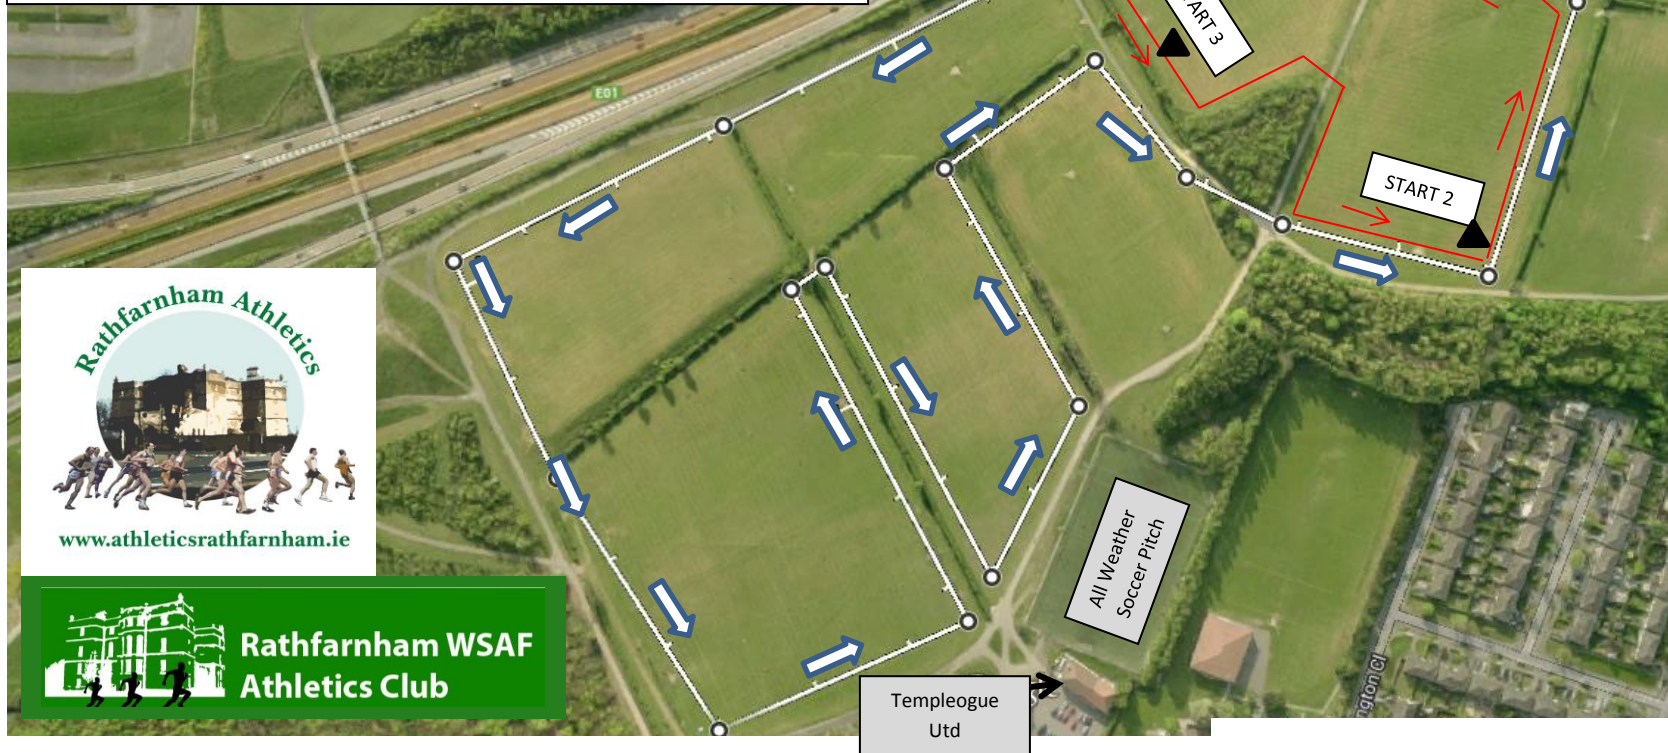 START 3
E01
START 2
Rathfarnham Athletics
www.athleticsrathfarnham.ie
All Weather
Soccer Pitch
Rathfarnham WSAF
Athletics Club
Templeogue
Utd